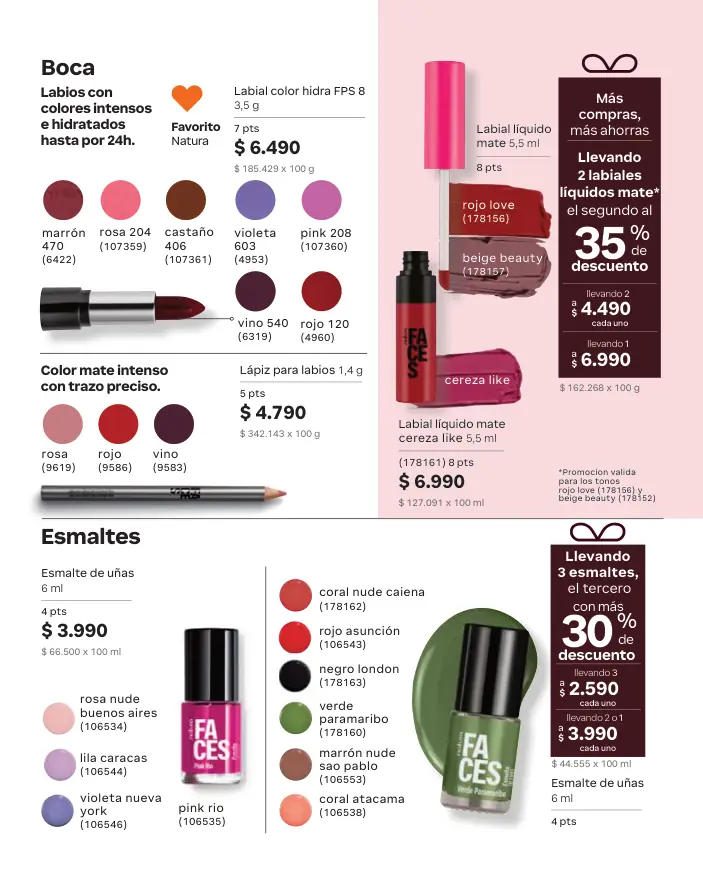 Boca
Labios con
colores intensos
e hidratados
hasta por 24h.
Favorito
Natura
Labial color hidra FPS 8
3,5 g
7 pts
$ 6.490
$ 185.429 x 100 g
marrón
470
(6422)
rosa 204
(107359)
castaño
406
(107361)
violeta
603
(4953)
pink 208
(107360)
vino 540
(6319)
rojo 120
(4960)
Color mate intenso
con trazo preciso.
Lápiz para labios 1,4 g
5 pts
$ 4.790
$ 342.143 x 100 g
rosa
(9619)
rojo
(9586)
vino
(9583)
Labial líquido
mate 5,5 ml
8 pts
rojo love
(178156)
beige beauty
(178157)
FA
CE
S
cereza like
Labial líquido mate
cereza like 5,5 ml
(178161) 8 pts
$ 6.990
$ 127.091 x 100 ml
Más
compras,
más ahorras
Llevando
2 labiales
líquidos mate*
el segundo al
35%
de
descuento
llevando 2
a $ 4.490
cada uno
llevando 1
a $ 6.990
$ 162.268 x 100 g
*Promocion valida
para los tonos
rojo love (178156) y
beige beauty (178152)
Esmaltes
Esmalte de uñas
6 ml
4 pts
$ 3.990
$ 66.500 x 100 ml
rosa nude
buenos aires
(106534)
lila caracas
(106544)
violeta nueva
york
(106546)
natura
FA
CES
Pink Rio
pink rio
(106535)
coral nude caiena
(178162)
rojo asunción
(106543)
negro london
(178163)
verde
paramaribo
(178160)
marrón nude
sao pablo
(106553)
coral atacama
(106538)
natura
FA
CES
Verde Paramaribo
Llevando
3 esmaltes,
el tercero
con más
30%
de
descuento
llevando 3
a $ 2.590
cada uno
llevando 2 o 1
a $ 3.990
cada uno
$ 44.555 x 100 ml
Esmalte de uñas
6 ml
4 pts